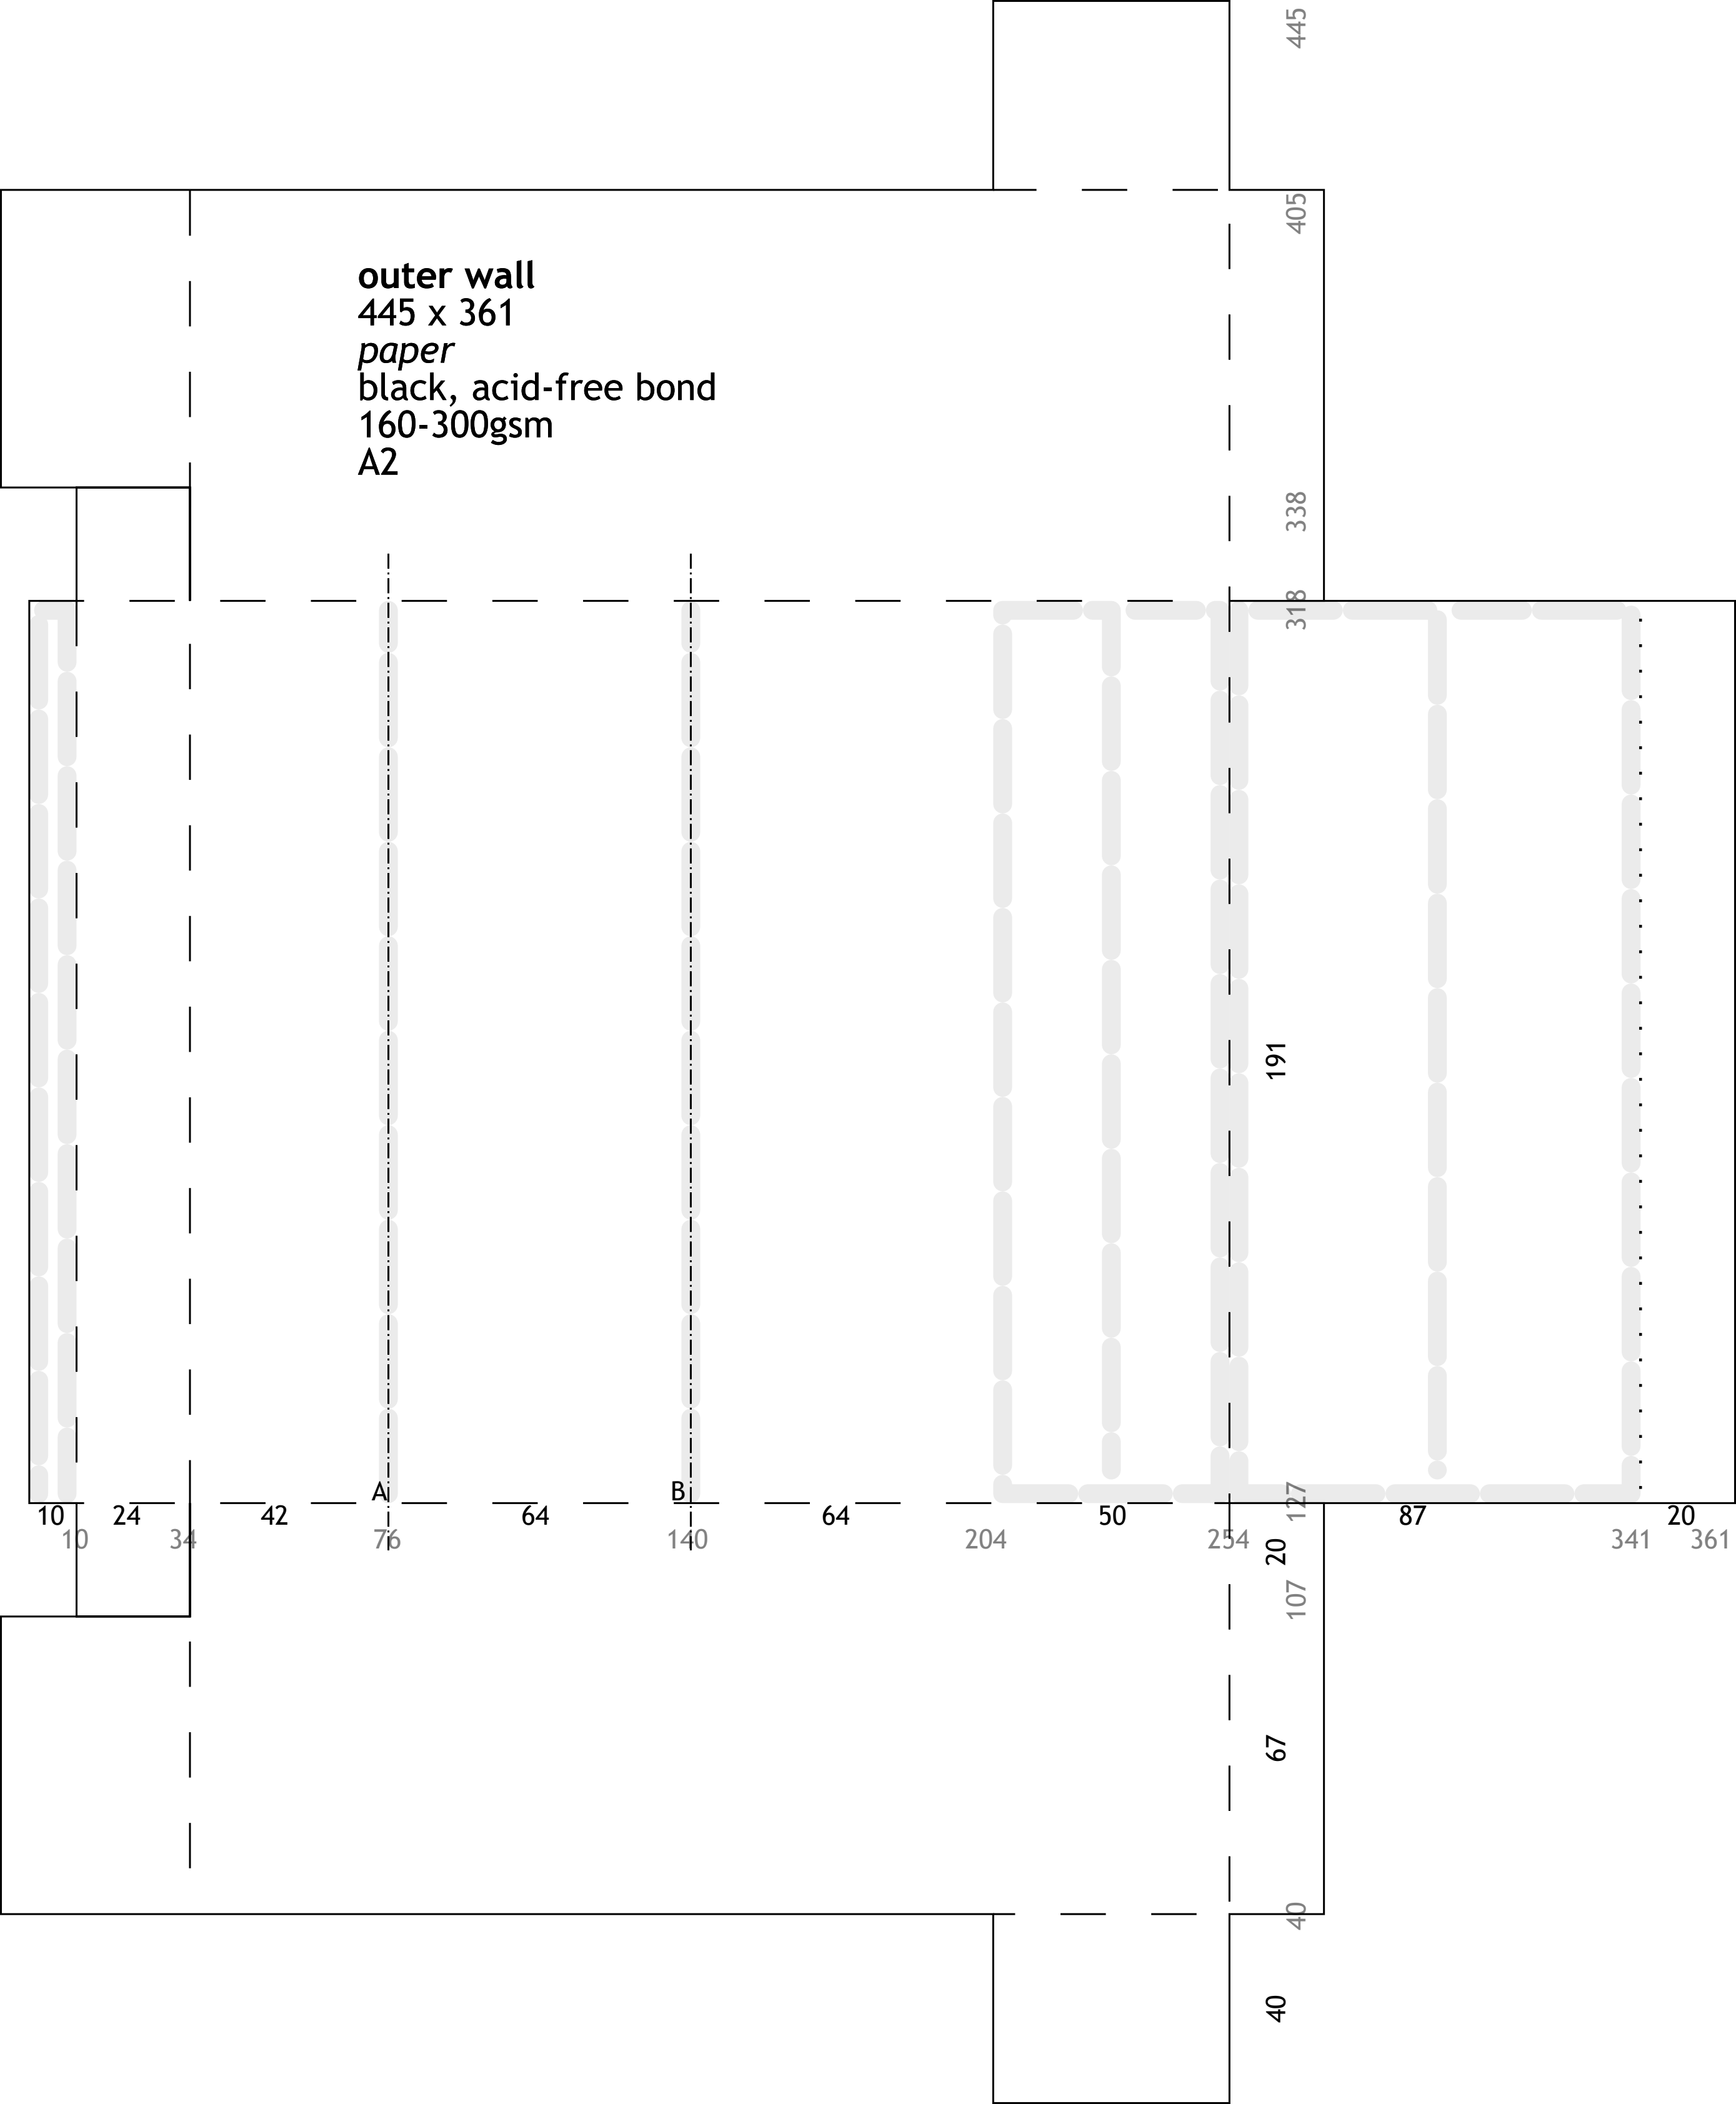 445
405
outer wall
445 x 361
paper
black, acid-free bond
160-300gsm
A2
338
318
191
A
B
127
10 24 42 64 64 50 87 20
10 34 76 140 204 254 341 361
20
107
67
40
40